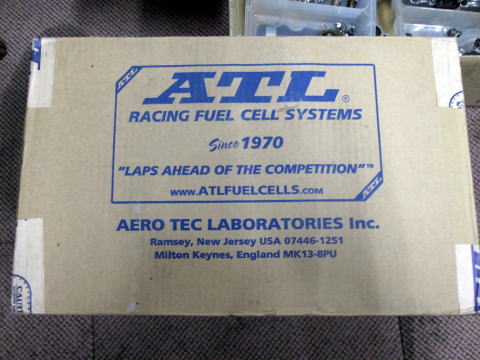 ATL
ATL®
RACING FUEL CELL SYSTEMS
Since 1970
"LAPS AHEAD OF THE COMPETITION"™
www.ATLFUELCELLS.com
ATL
AERO TEC LABORATORIES Inc.
Ramsey, New Jersey USA 07446-1251
Milton Keynes, England MK13-8PU